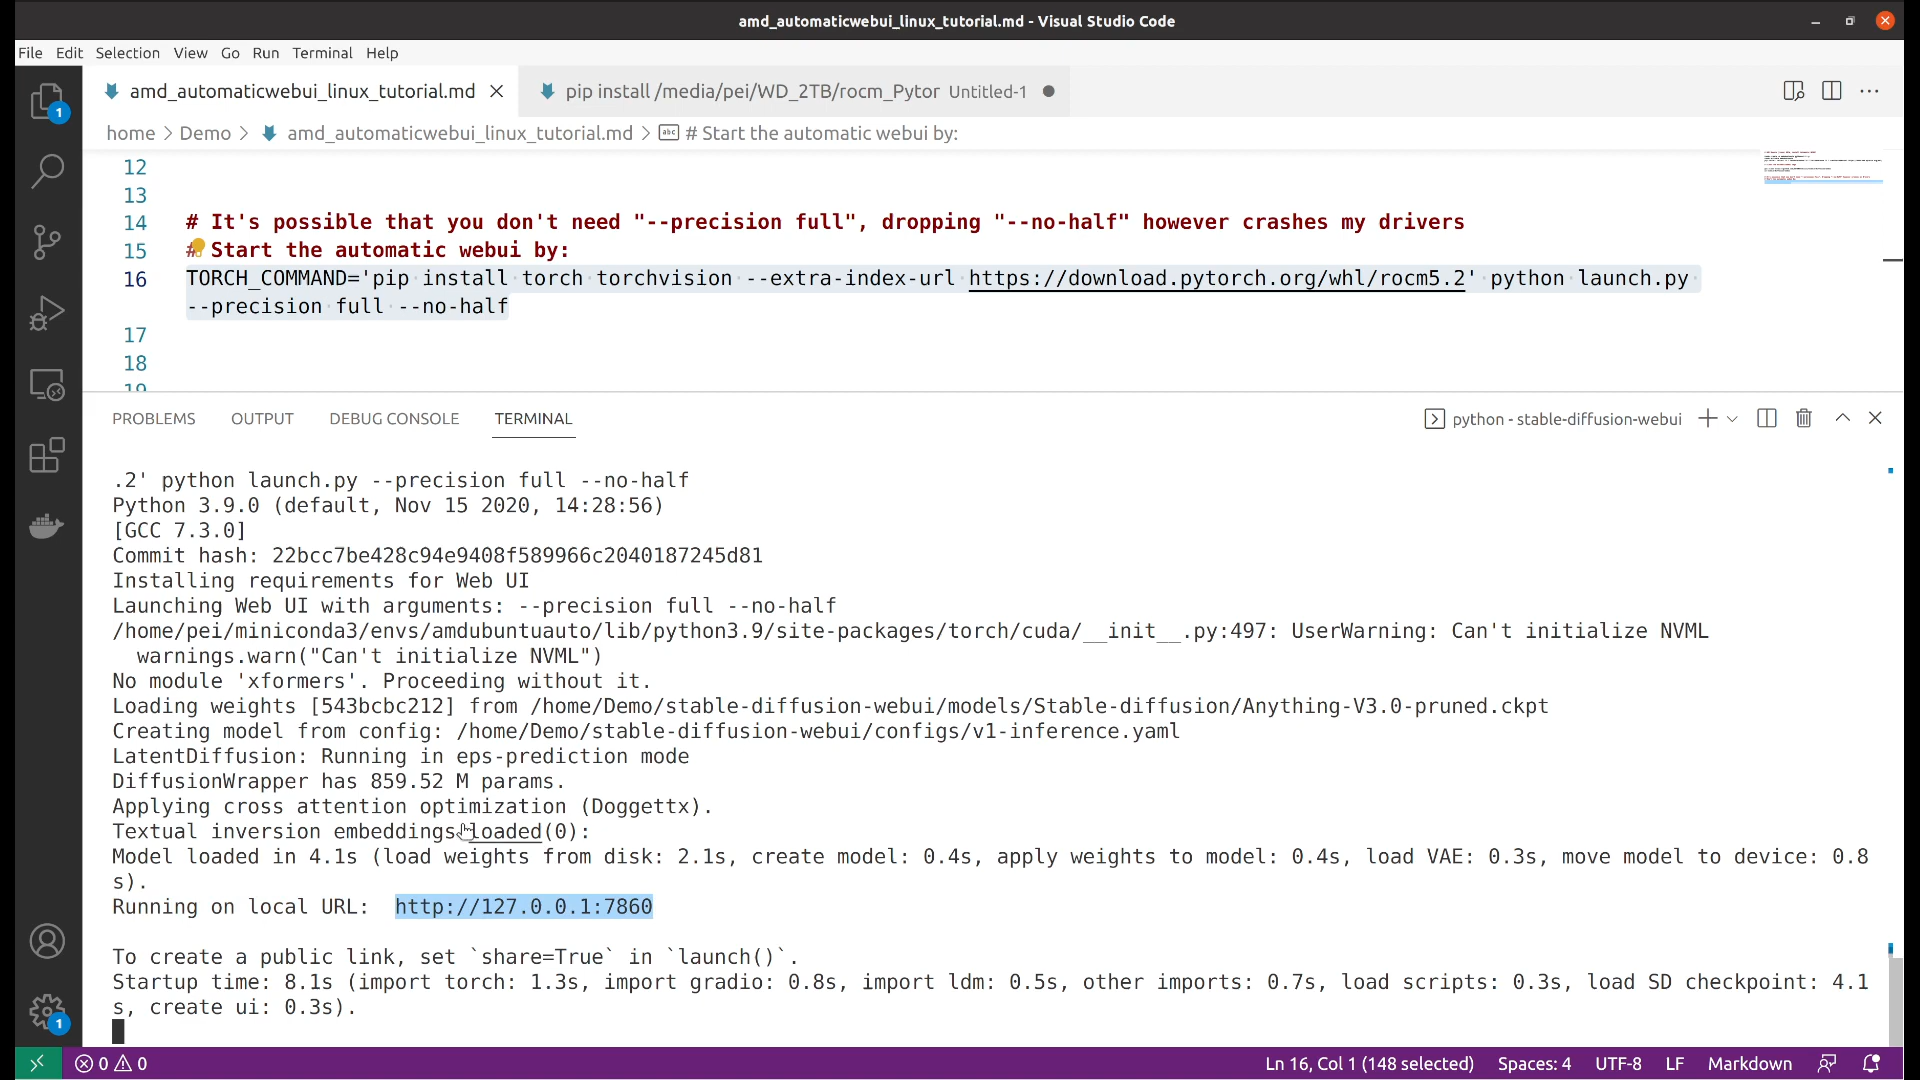 amd_automaticwebui_linux_tutorial.md - Visual Studio Code
File Edit Selection View Go Run Terminal Help
amd_automaticwebui_linux_tutorial.md
pip install /media/pei/WD_2TB/rocm_Pytor Untitled-1
home > Demo > amd_automaticwebui_linux_tutorial.md > abc # Start the automatic webui by:
12
13
14 # It's possible that you don't need "--precision full", dropping "--no-half" however crashes my drivers
15 # Start the automatic webui by:
16 TORCH_COMMAND='pip install torch torchvision --extra-index-url https://download.pytorch.org/whl/rocm5.2' python launch.py
--precision full --no-half
17
18
19
PROBLEMS OUTPUT DEBUG CONSOLE TERMINAL
python - stable-diffusion-webui
.2' python launch.py --precision full --no-half
Python 3.9.0 (default, Nov 15 2020, 14:28:56)
[GCC 7.3.0]
Commit hash: 22bcc7be428c94e9408f589966c2040187245d81
Installing requirements for Web UI
Launching Web UI with arguments: --precision full --no-half
/home/pei/miniconda3/envs/amdubuntuauto/lib/python3.9/site-packages/torch/cuda/__init__.py:497: UserWarning: Can't initialize NVML
warnings.warn("Can't initialize NVML")
No module 'xformers'. Proceeding without it.
Loading weights [543bcbc212] from /home/Demo/stable-diffusion-webui/models/Stable-diffusion/Anything-V3.0-pruned.ckpt
Creating model from config: /home/Demo/stable-diffusion-webui/configs/v1-inference.yaml
LatentDiffusion: Running in eps-prediction mode
DiffusionWrapper has 859.52 M params.
Applying cross attention optimization (Doggettx).
Textual inversion embeddings loaded(0):
Model loaded in 4.1s (load weights from disk: 2.1s, create model: 0.4s, apply weights to model: 0.4s, load VAE: 0.3s, move model to device: 0.8
s).
Running on local URL:  http://127.0.0.1:7860
To create a public link, set `share=True` in `launch()`.
Startup time: 8.1s (import torch: 1.3s, import gradio: 0.8s, import ldm: 0.5s, other imports: 0.7s, load scripts: 0.3s, load SD checkpoint: 4.1
s, create ui: 0.3s).
1
1
0 0
Ln 16, Col 1 (148 selected) Spaces: 4 UTF-8 LF Markdown